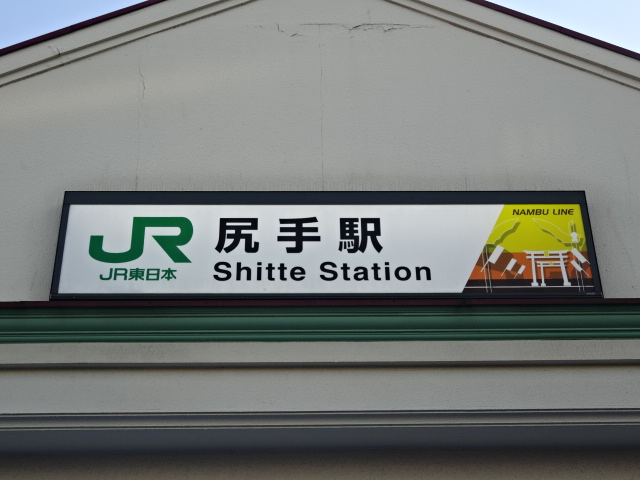 JR
JR東日本
尻手駅
Shitte Station
NAMBU LINE